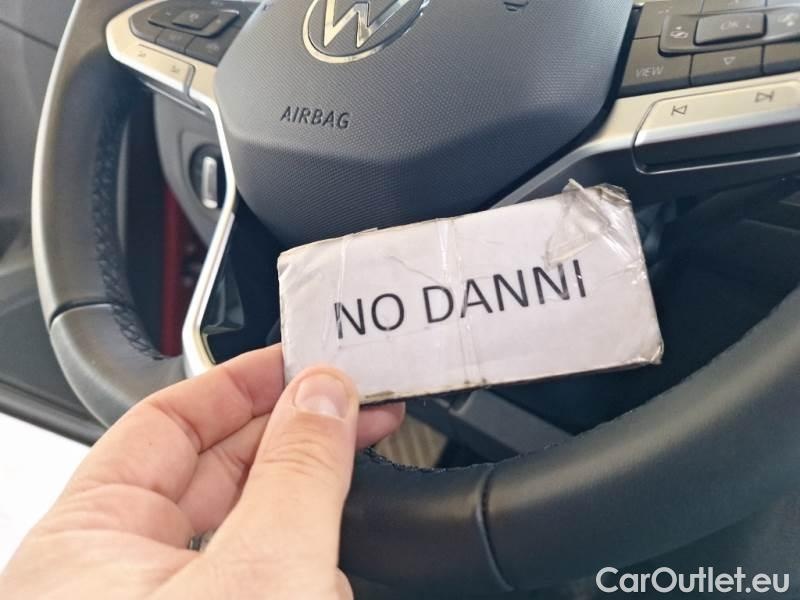 OK
VIEW
AIRBAG
NO DANNI
CarOutlet.eu